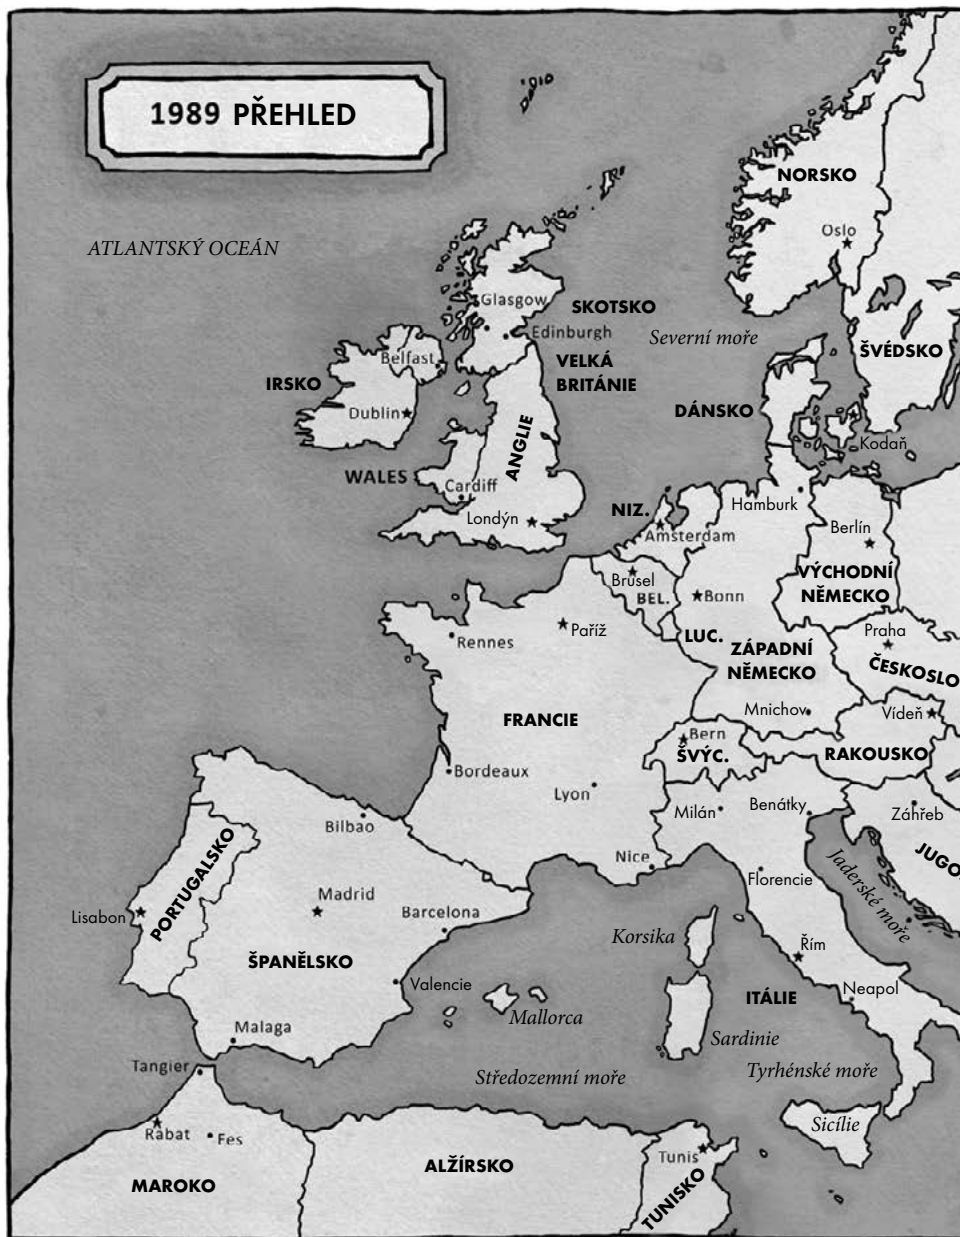 1989 PŘEHLED
NORSKO
Oslo
ATLANTSKÝ OCEÁN
Glasgow
SKOTSKO
Edinburgh
Severní moře
ŠVÉDSKO
Belfast
VELKÁ
BRITÁNIE
IRSKO
Dublin
DÁNSKO
Kodaň
ANGLIE
WALES
Cardiff
Londýn
NIZ.
Amsterdam
Hamburk
Berlín
VÝCHODNÍ
NĚMECKO
Brusel
BEL.
Bonn
Paříž
Rennes
LUC.
ZÁPADNÍ
NĚMECKO
Praha
ČESKOSLO
Mnichov
Vídeň
FRANCIE
Bern
ŠVÝC.
RAKOUSKO
Bordeaux
Lyon
Milán
Benátky
Záhřeb
JUGO
Bilbao
Nice
Florencie
Jaderské moře
PORTUGALSKO
Lisabon
Madrid
Barcelona
Korsika
Řím
ŠPANĚLSKO
Valencie
Mallorca
ITÁLIE
Neapol
Malaga
Sardinie
Tangier
Středozemní moře
Tyrhénské moře
Rabat
Fes
Sicílie
Tunis
ALŽÍRSKO
MAROKO
TUNISKO